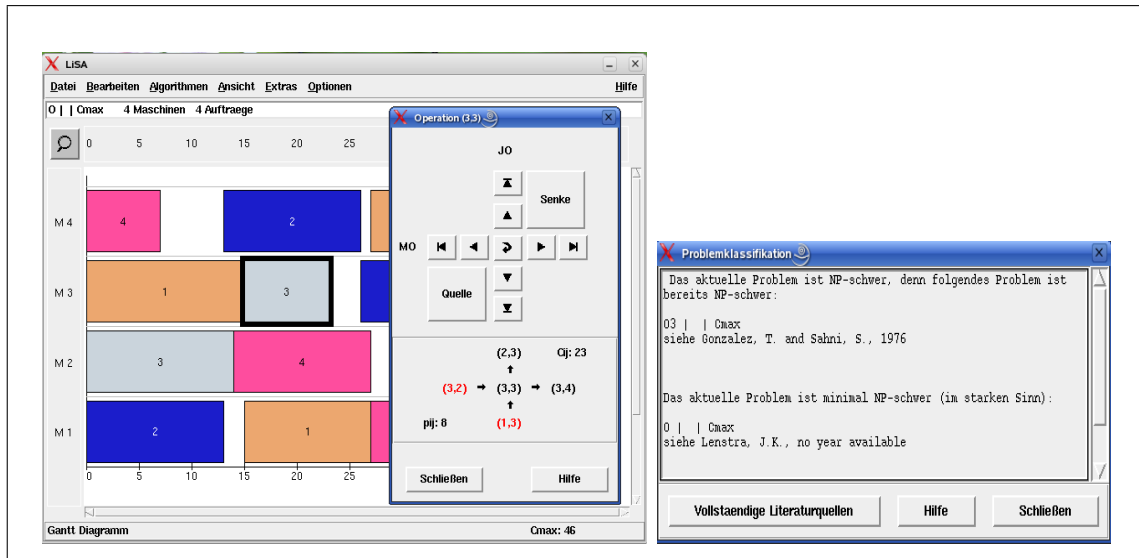 LiSA
Datei Bearbeiten Algorithmen Ansicht Extras Optionen Hilfe
O | | Cmax 4 Maschinen 4 Auftraege
0 5 10 15 20 25
M 4 4 2
M 3 1 3
M 2 3 4
M 1 2 1
0 5 10 15 20 25
Gantt Diagramm Cmax: 46
Operation (3,3)
JO
Senke
MO
Quelle
(2,3) Cij: 23
(3,2) → (3,3) → (3,4)
pij: 8 (1,3)
Schließen Hilfe
Problemklassifikation
Das aktuelle Problem ist NP-schwer, denn folgendes Problem ist
bereits NP-schwer:
O3 | | Cmax
siehe Gonzalez, T. and Sahni, S., 1976
Das aktuelle Problem ist minimal NP-schwer (im starken Sinn):
O | | Cmax
siehe Lenstra, J.K., no year available
Vollstaendige Literaturquellen Hilfe Schließen